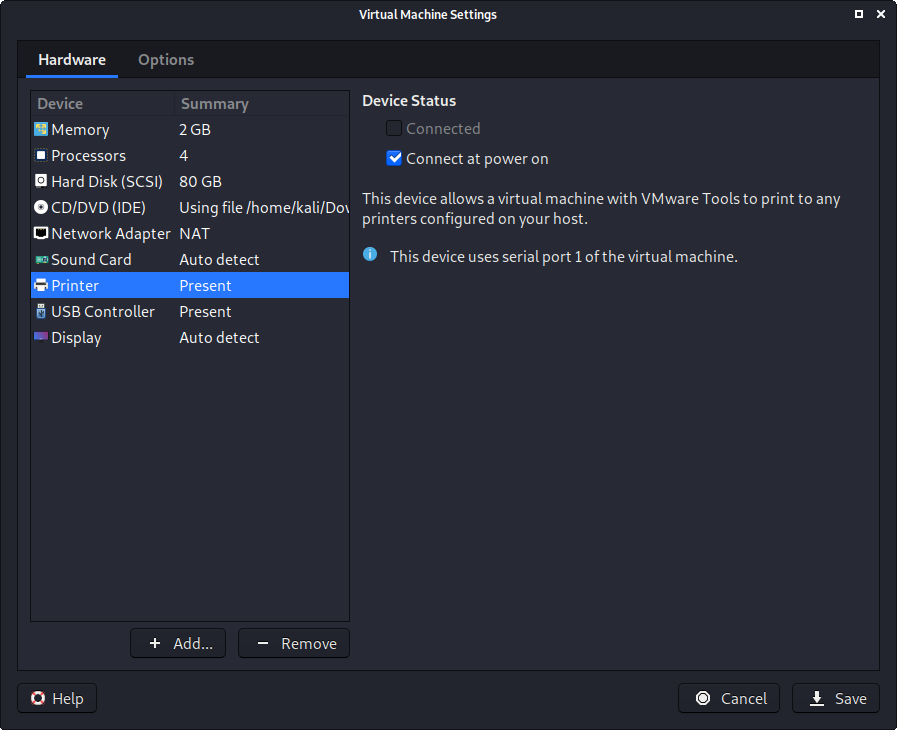 Virtual Machine Settings
Hardware Options
Device Summary
Memory 2 GB
Processors 4
Hard Disk (SCSI) 80 GB
CD/DVD (IDE) Using file /home/kali/Dov
Network Adapter NAT
Sound Card Auto detect
Printer Present
USB Controller Present
Display Auto detect
Add...
Remove
Device Status
Connected
Connect at power on
This device allows a virtual machine with VMware Tools to print to any
printers configured on your host.
This device uses serial port 1 of the virtual machine.
Help
Cancel
Save